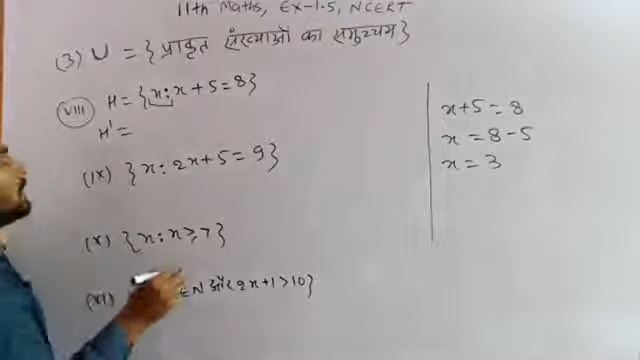 11th Maths, EX-1.5, NCERT
(3) U = {प्राकृत संख्याओं का समुच्चय}
(VIII) H = {x: x + 5 = 8}
H' =
(IX) {x: 2x + 5 = 9}
(X) {x: x ≥ 7}
(XI) ∈N और 2x + 1 > 10}
x + 5 = 8
x = 8 - 5
x = 3